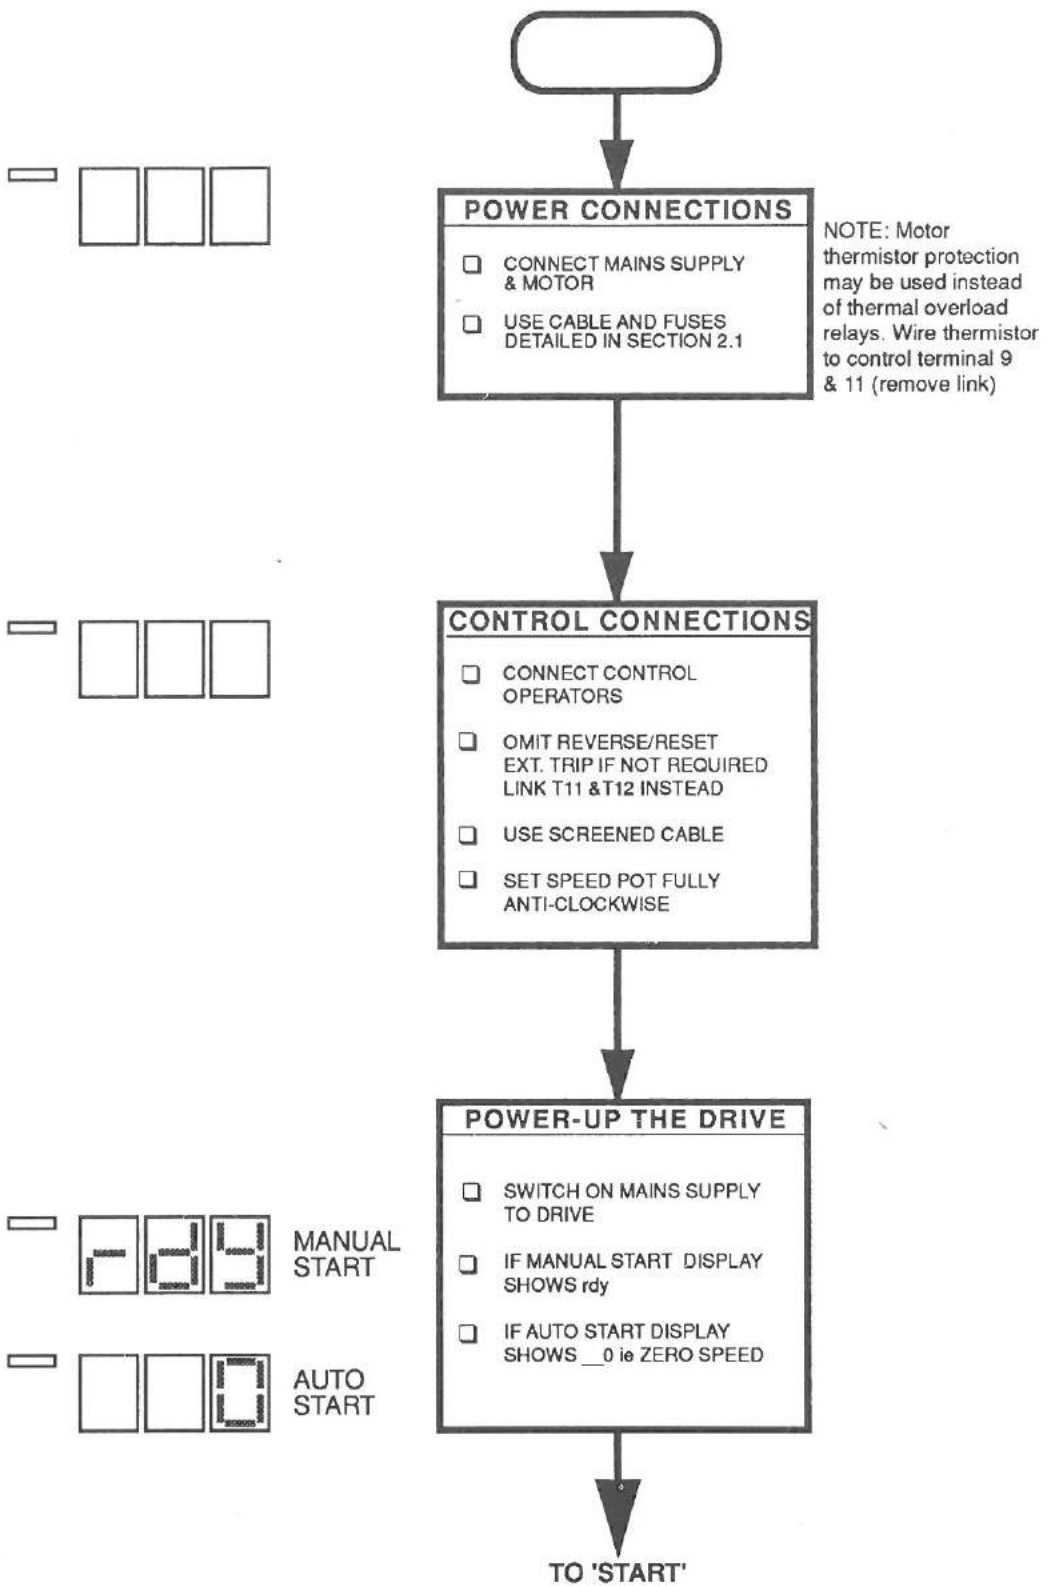 POWER CONNECTIONS
CONNECT MAINS SUPPLY
& MOTOR
USE CABLE AND FUSES
DETAILED IN SECTION 2.1
NOTE: Motor
thermistor protection
may be used instead
of thermal overload
relays. Wire thermistor
to control terminal 9
& 11 (remove link)
CONTROL CONNECTIONS
CONNECT CONTROL
OPERATORS
OMIT REVERSE/RESET
EXT. TRIP IF NOT REQUIRED
LINK T11 &T12 INSTEAD
USE SCREENED CABLE
SET SPEED POT FULLY
ANTI-CLOCKWISE
rdy
MANUAL
START
0
AUTO
START
POWER-UP THE DRIVE
SWITCH ON MAINS SUPPLY
TO DRIVE
IF MANUAL START DISPLAY
SHOWS rdy
IF AUTO START DISPLAY
SHOWS __0 ie ZERO SPEED
TO 'START'